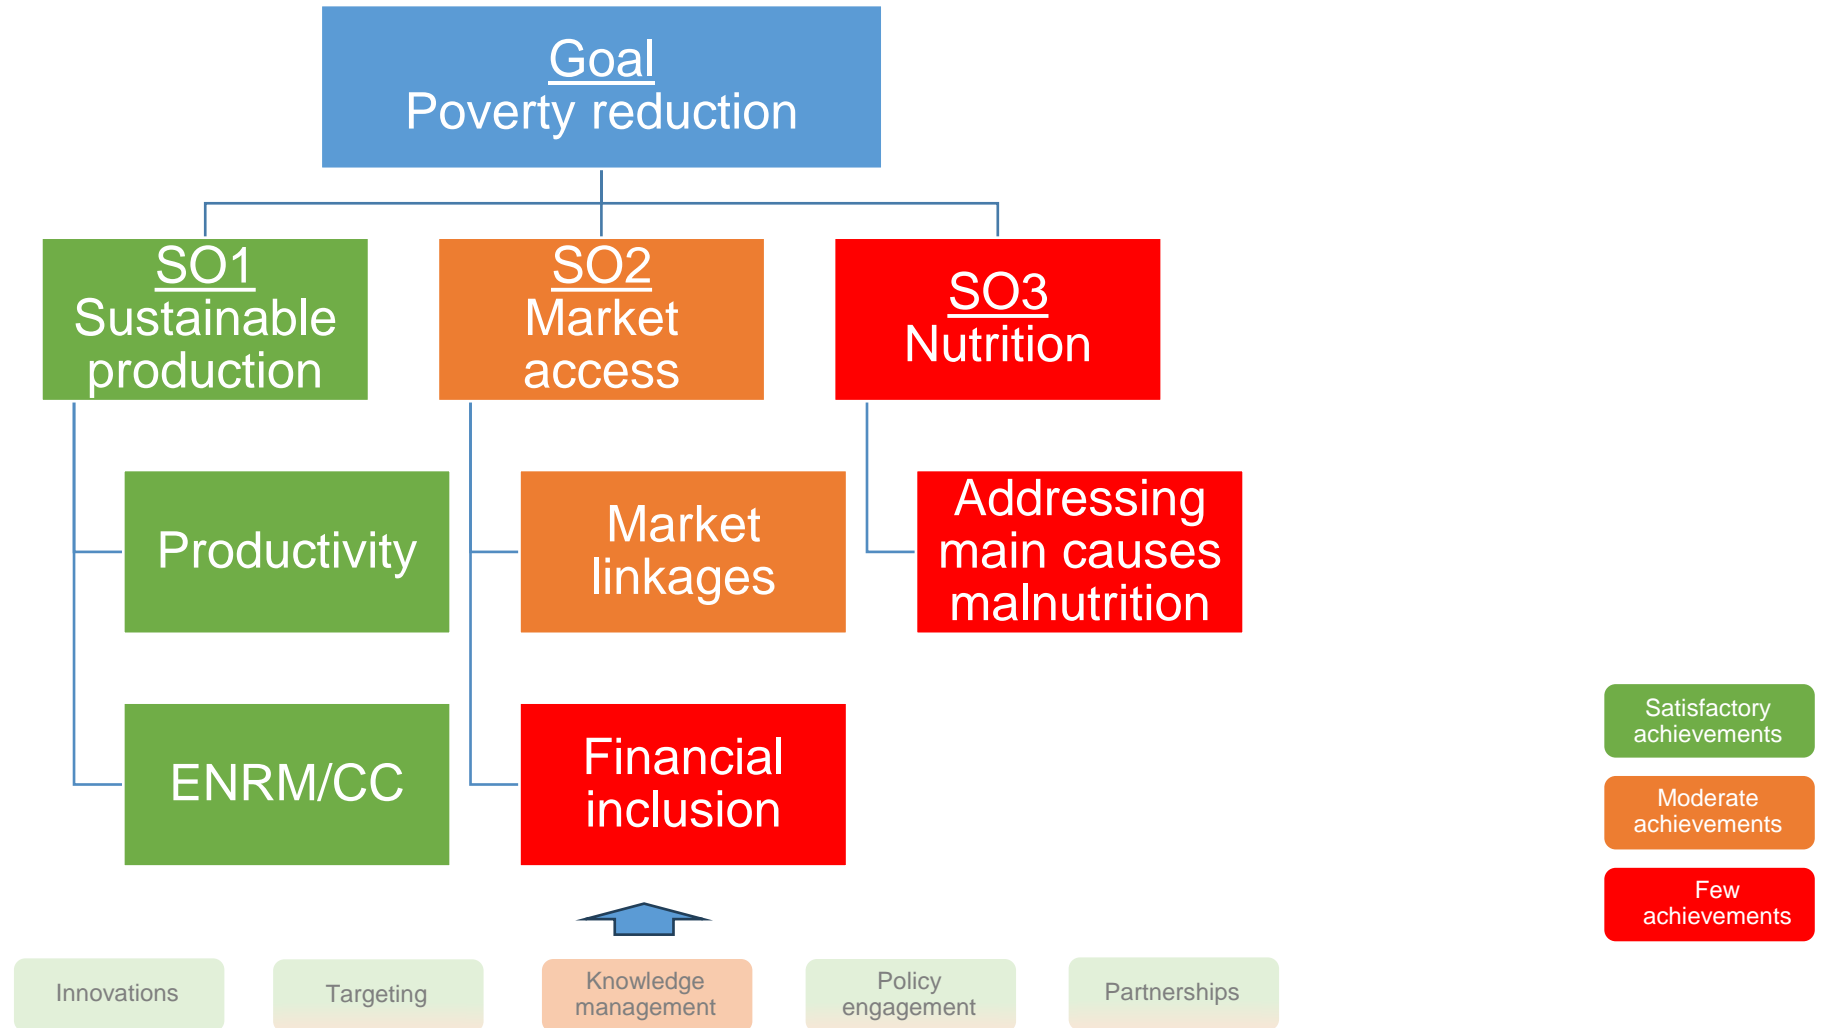 Goal
Poverty reduction
SO1
Sustainable
production
SO2
Market
access
SO3
Nutrition
Productivity
Market
linkages
Addressing
main causes
malnutrition
ENRM/CC
Financial
inclusion
Satisfactory
achievements
Moderate
achievements
Few
achievements
Innovations
Targeting
Knowledge
management
Policy
engagement
Partnerships